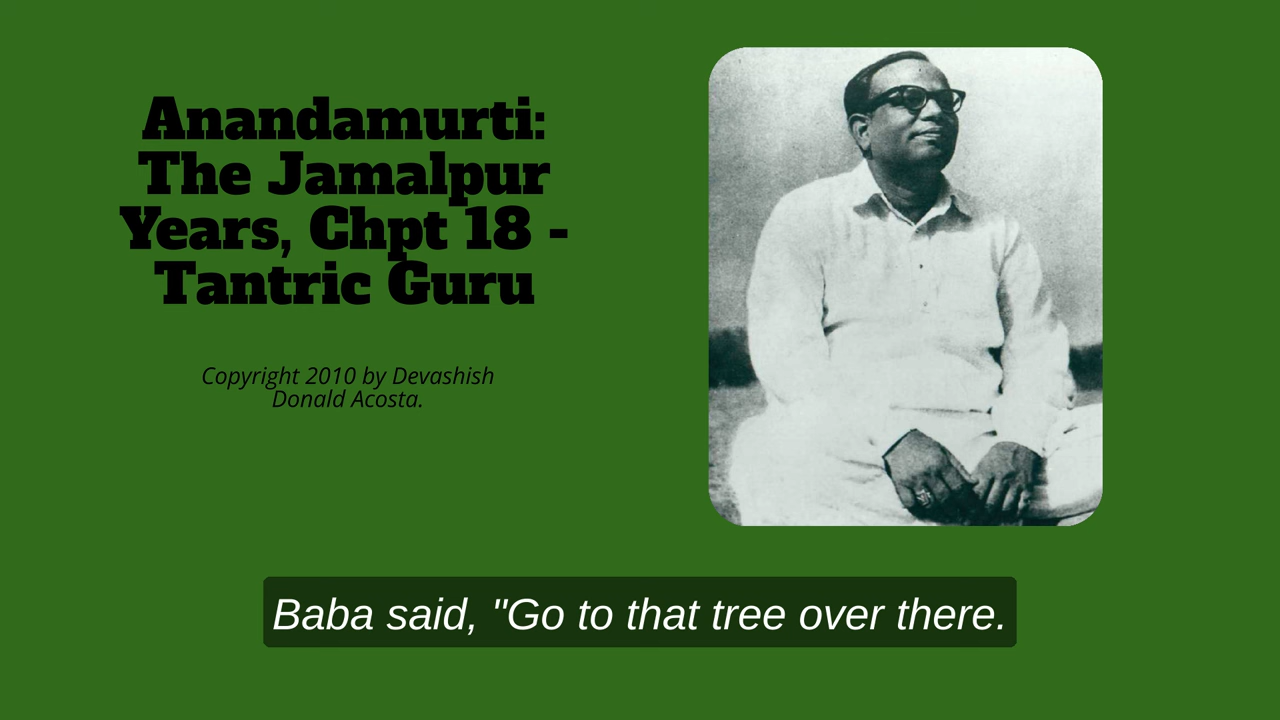 Anandamurti:
The Jamalpur
Years, Chpt 18 -
Tantric Guru
Copyright 2010 by Devashish
Donald Acosta.
Baba said, "Go to that tree over there.